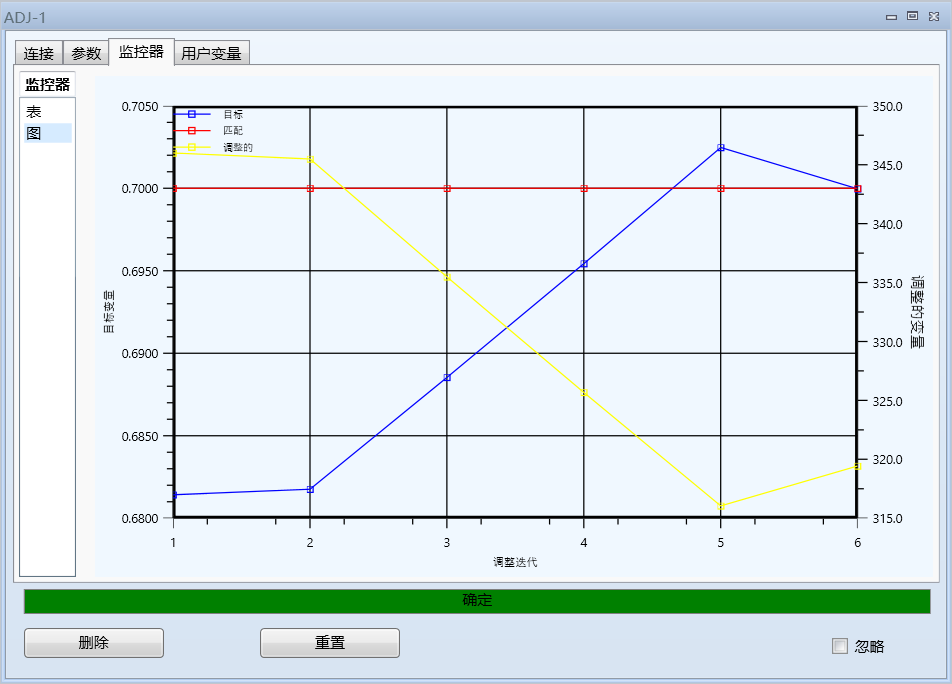 ADJ-1
连接 参数 监控器 用户变量
监控器
表
图
目标
匹配
调整的
0.7050
0.7000
0.6950
0.6900
0.6850
0.6800
目标变量
350.0
345.0
340.0
335.0
330.0
325.0
320.0
315.0
调整的变量
1 2 3 4 5 6
调整迭代
确定
删除 重置 忽略